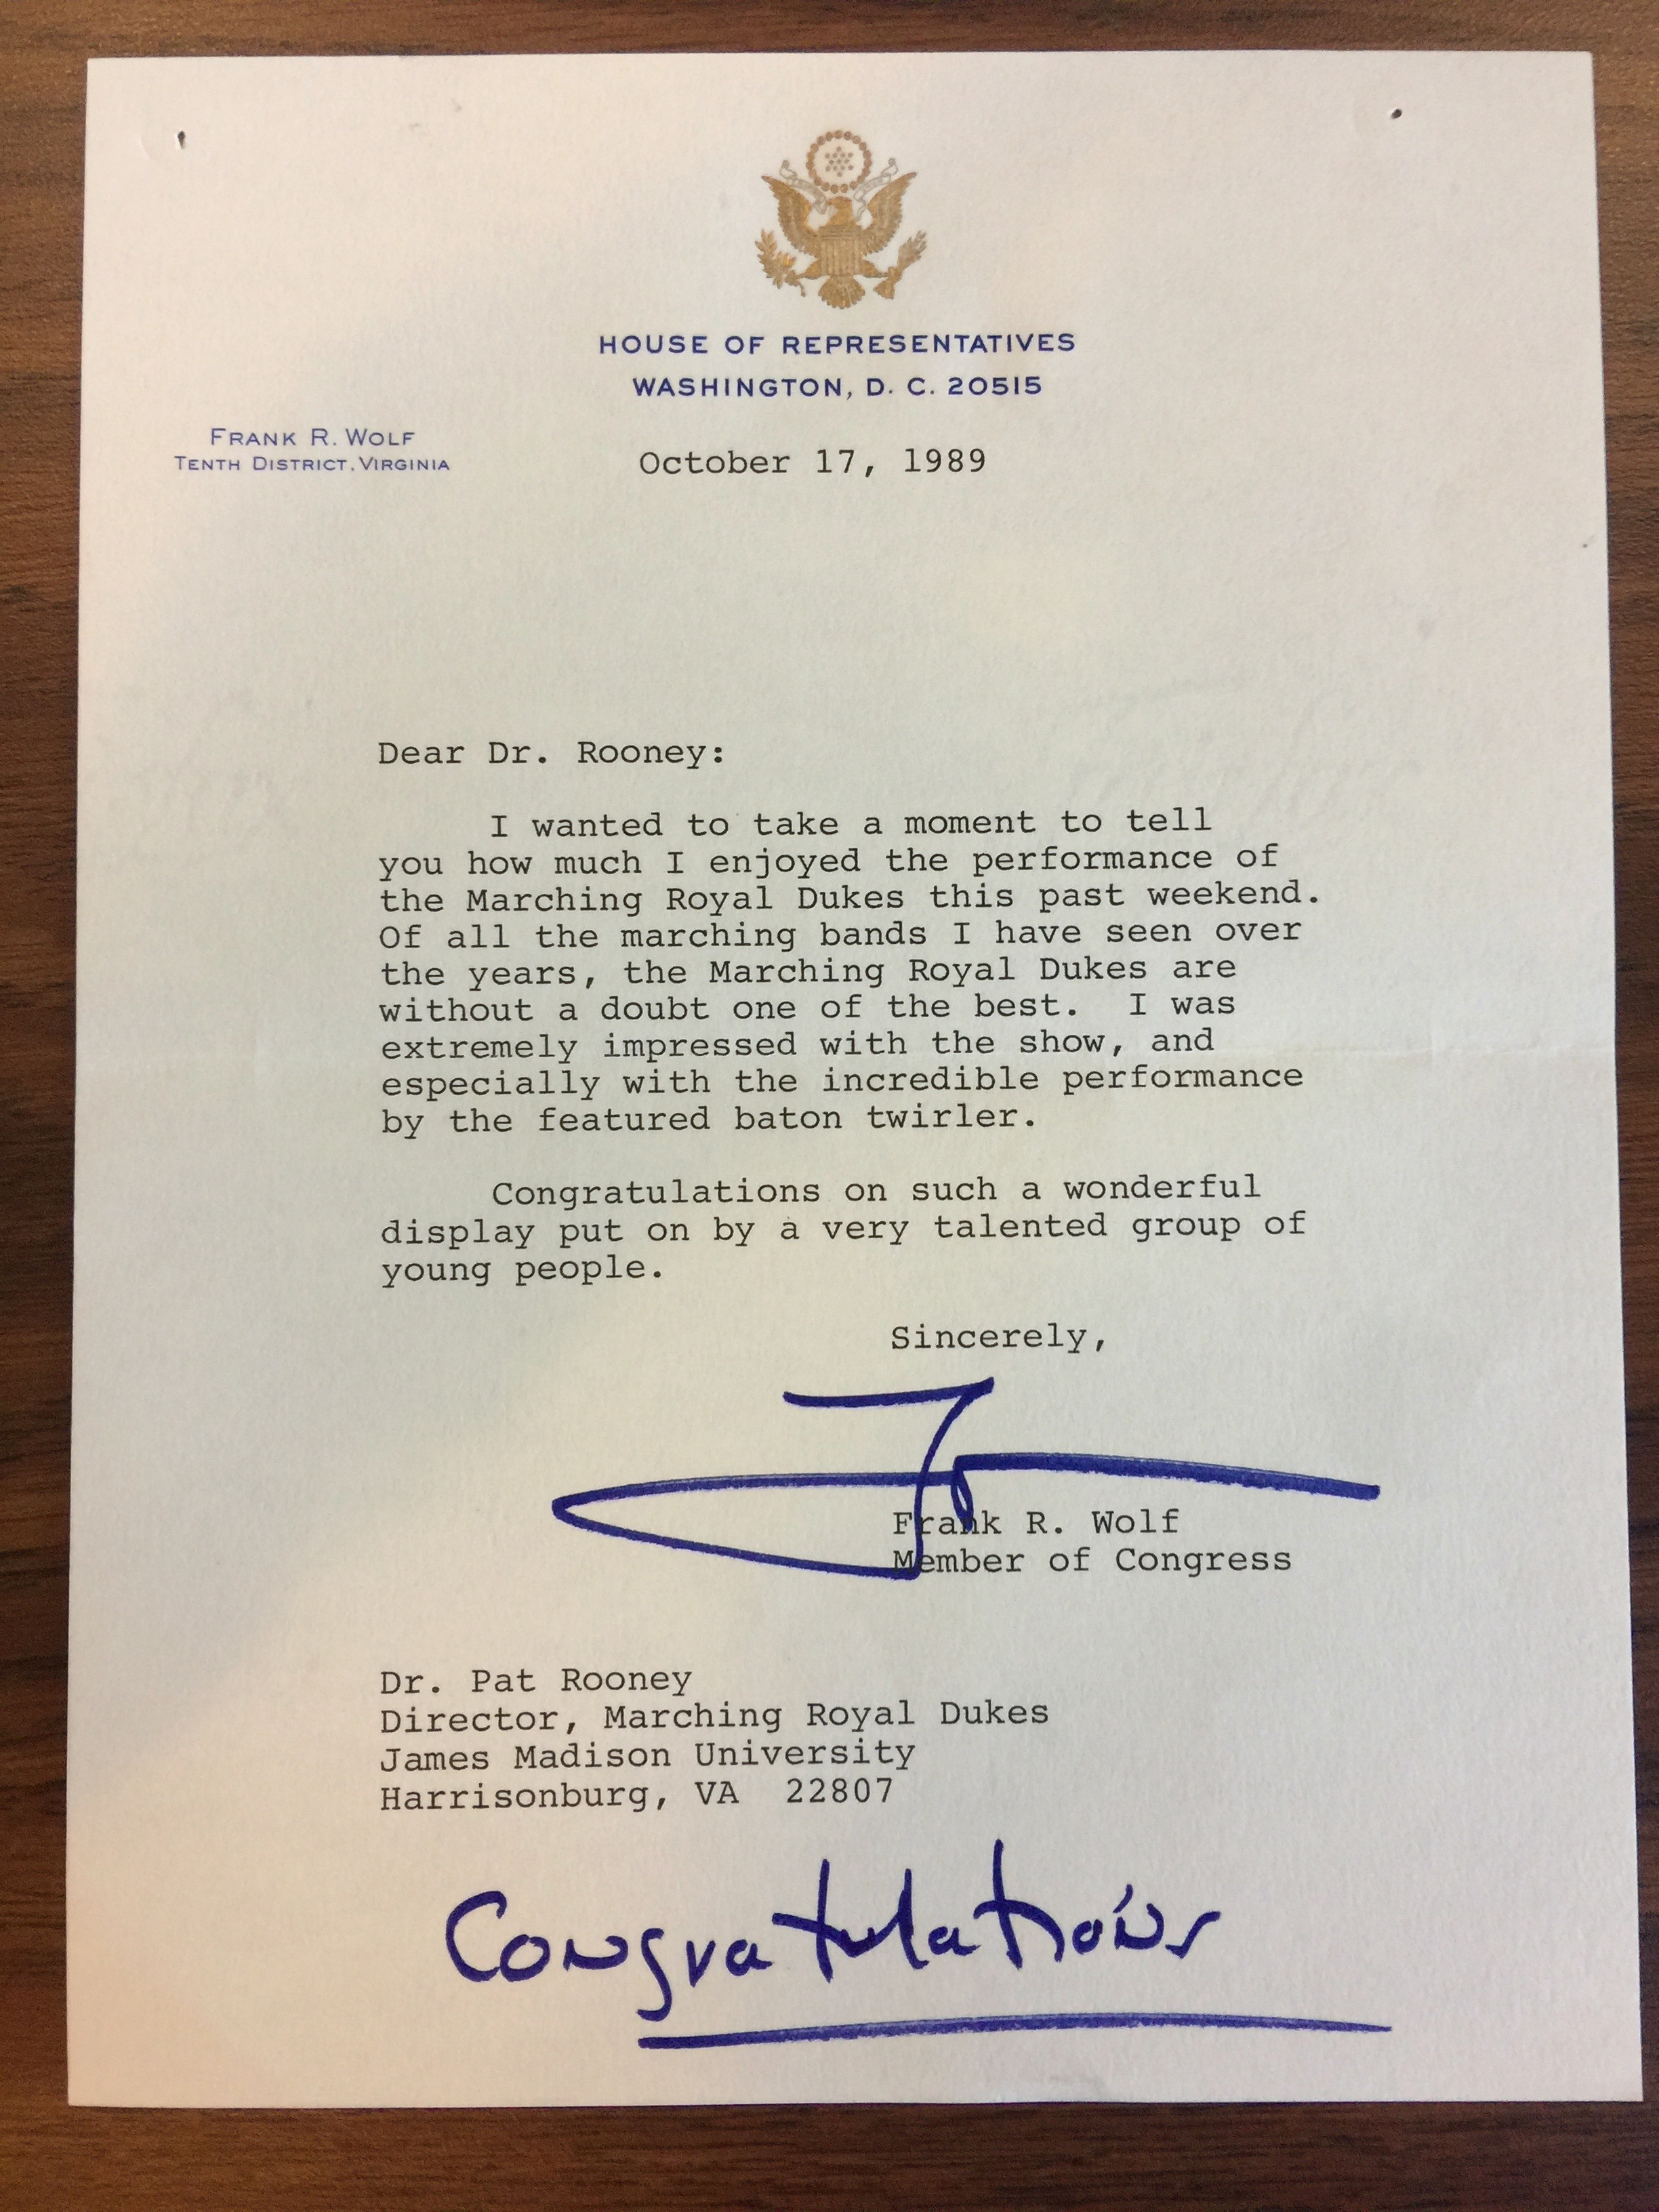 HOUSE OF REPRESENTATIVES
WASHINGTON, D. C. 20515
FRANK R. WOLF
TENTH DISTRICT, VIRGINIA
October 17, 1989
Dear Dr. Rooney:
I wanted to take a moment to tell
you how much I enjoyed the performance of
the Marching Royal Dukes this past weekend.
Of all the marching bands I have seen over
the years, the Marching Royal Dukes are
without a doubt one of the best. I was
extremely impressed with the show, and
especially with the incredible performance
by the featured baton twirler.
Congratulations on such a wonderful
display put on by a very talented group of
young people.
Sincerely,
Frank R. Wolf
Member of Congress
Dr. Pat Rooney
Director, Marching Royal Dukes
James Madison University
Harrisonburg, VA 22807
Congratulations